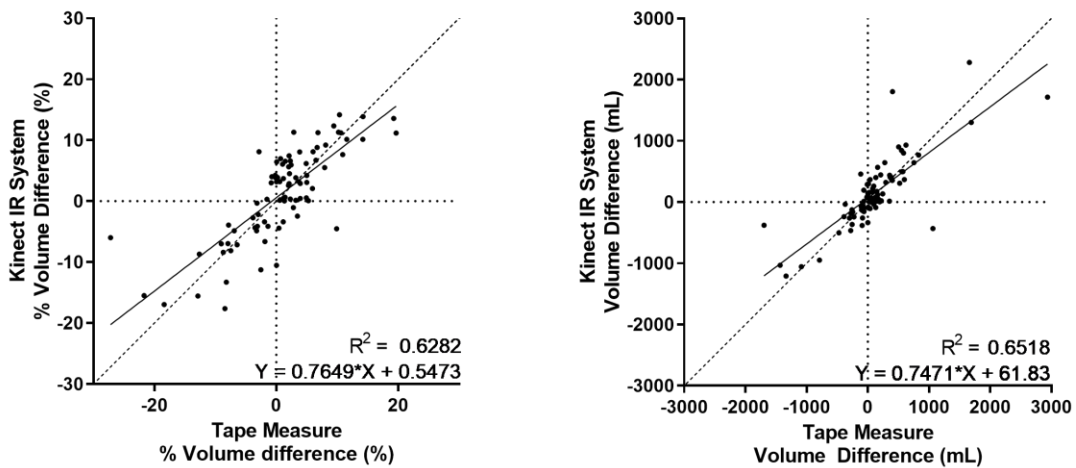 30
20
10
0
-10
-20
-30
Kinect IR System
% Volume Difference (%)
R² = 0.6282
Y = 0.7649*X + 0.5473
-20
0
20
Tape Measure
% Volume difference (%)
3000
2000
1000
0
-1000
-2000
-3000
Kinect IR System
Volume Difference (mL)
R² = 0.6518
Y = 0.7471*X + 61.83
-3000
-2000
-1000
0
1000
2000
3000
Tape Measure
Volume Difference (mL)